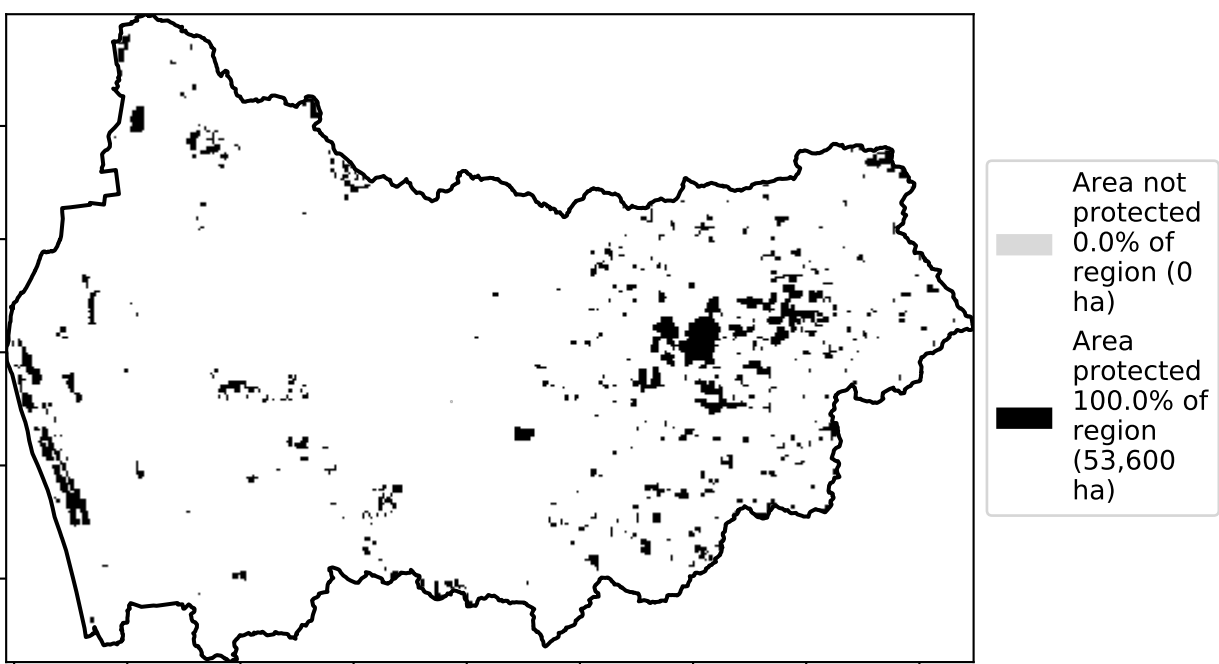 Area not
protected
0.0% of
region (0
ha)
Area
protected
100.0% of
region
(53,600
ha)